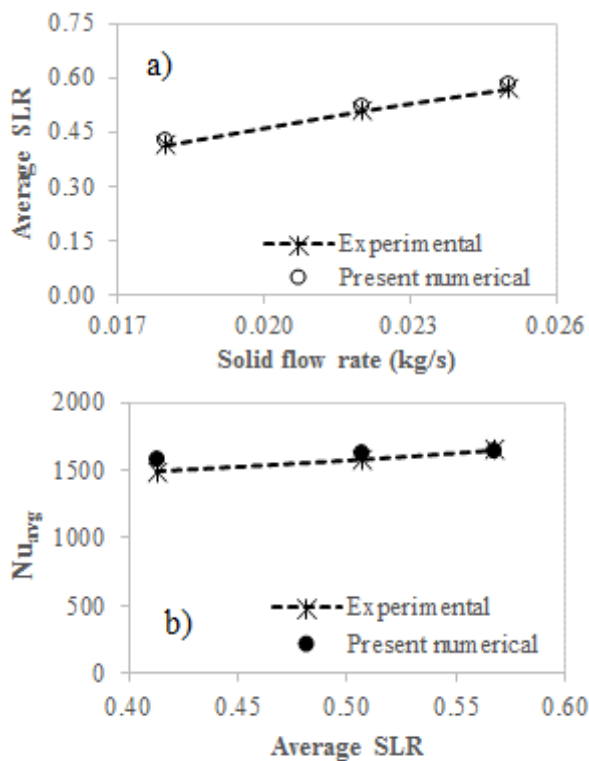 0.75
a)
0.60
0.45
0.30
0.15
0.00
Average SLR
Experimental
Present numerical
0.017 0.020 0.023 0.026
Solid flow rate (kg/s)
2000
1500
1000
500
0
Nuavg
Experimental
b)
Present numerical
0.40 0.45 0.50 0.55 0.60
Average SLR